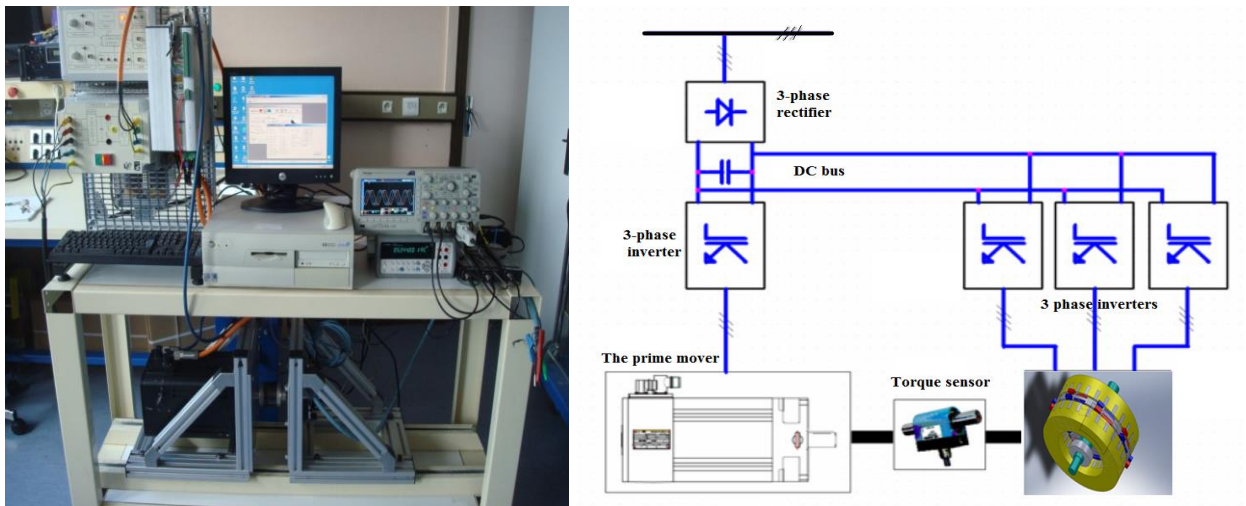 3-phase
rectifier
DC bus
3-phase
inverter
3 phase inverters
The prime mover
Torque sensor